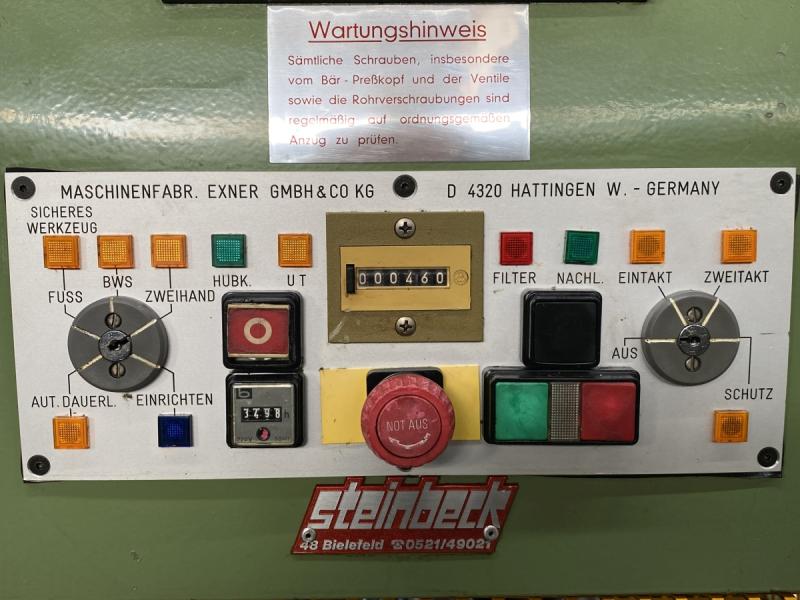 Wartungshinweis
Sämtliche Schrauben, insbesondere
vom Bär - Preßkopf und der Ventile
sowie die Rohrverschraubungen sind
regelmäßig auf ordnungsgemäßen
Anzug zu prüfen.
MASCHINENFABR. EXNER GMBH & CO KG D 4320 HATTINGEN W. - GERMANY
SICHERES
WERKZEUG
BWS
HUBK.
U T
FILTER
NACHL.
EINTAKT
ZWEITAKT
FUSS
ZWEIHAND
000460
AUS
AUT. DAUERL.
EINRICHTEN
SCHUTZ
b
3498 h
NOT AUS
steinbeck
48 Bielefeld ☎0521/49021